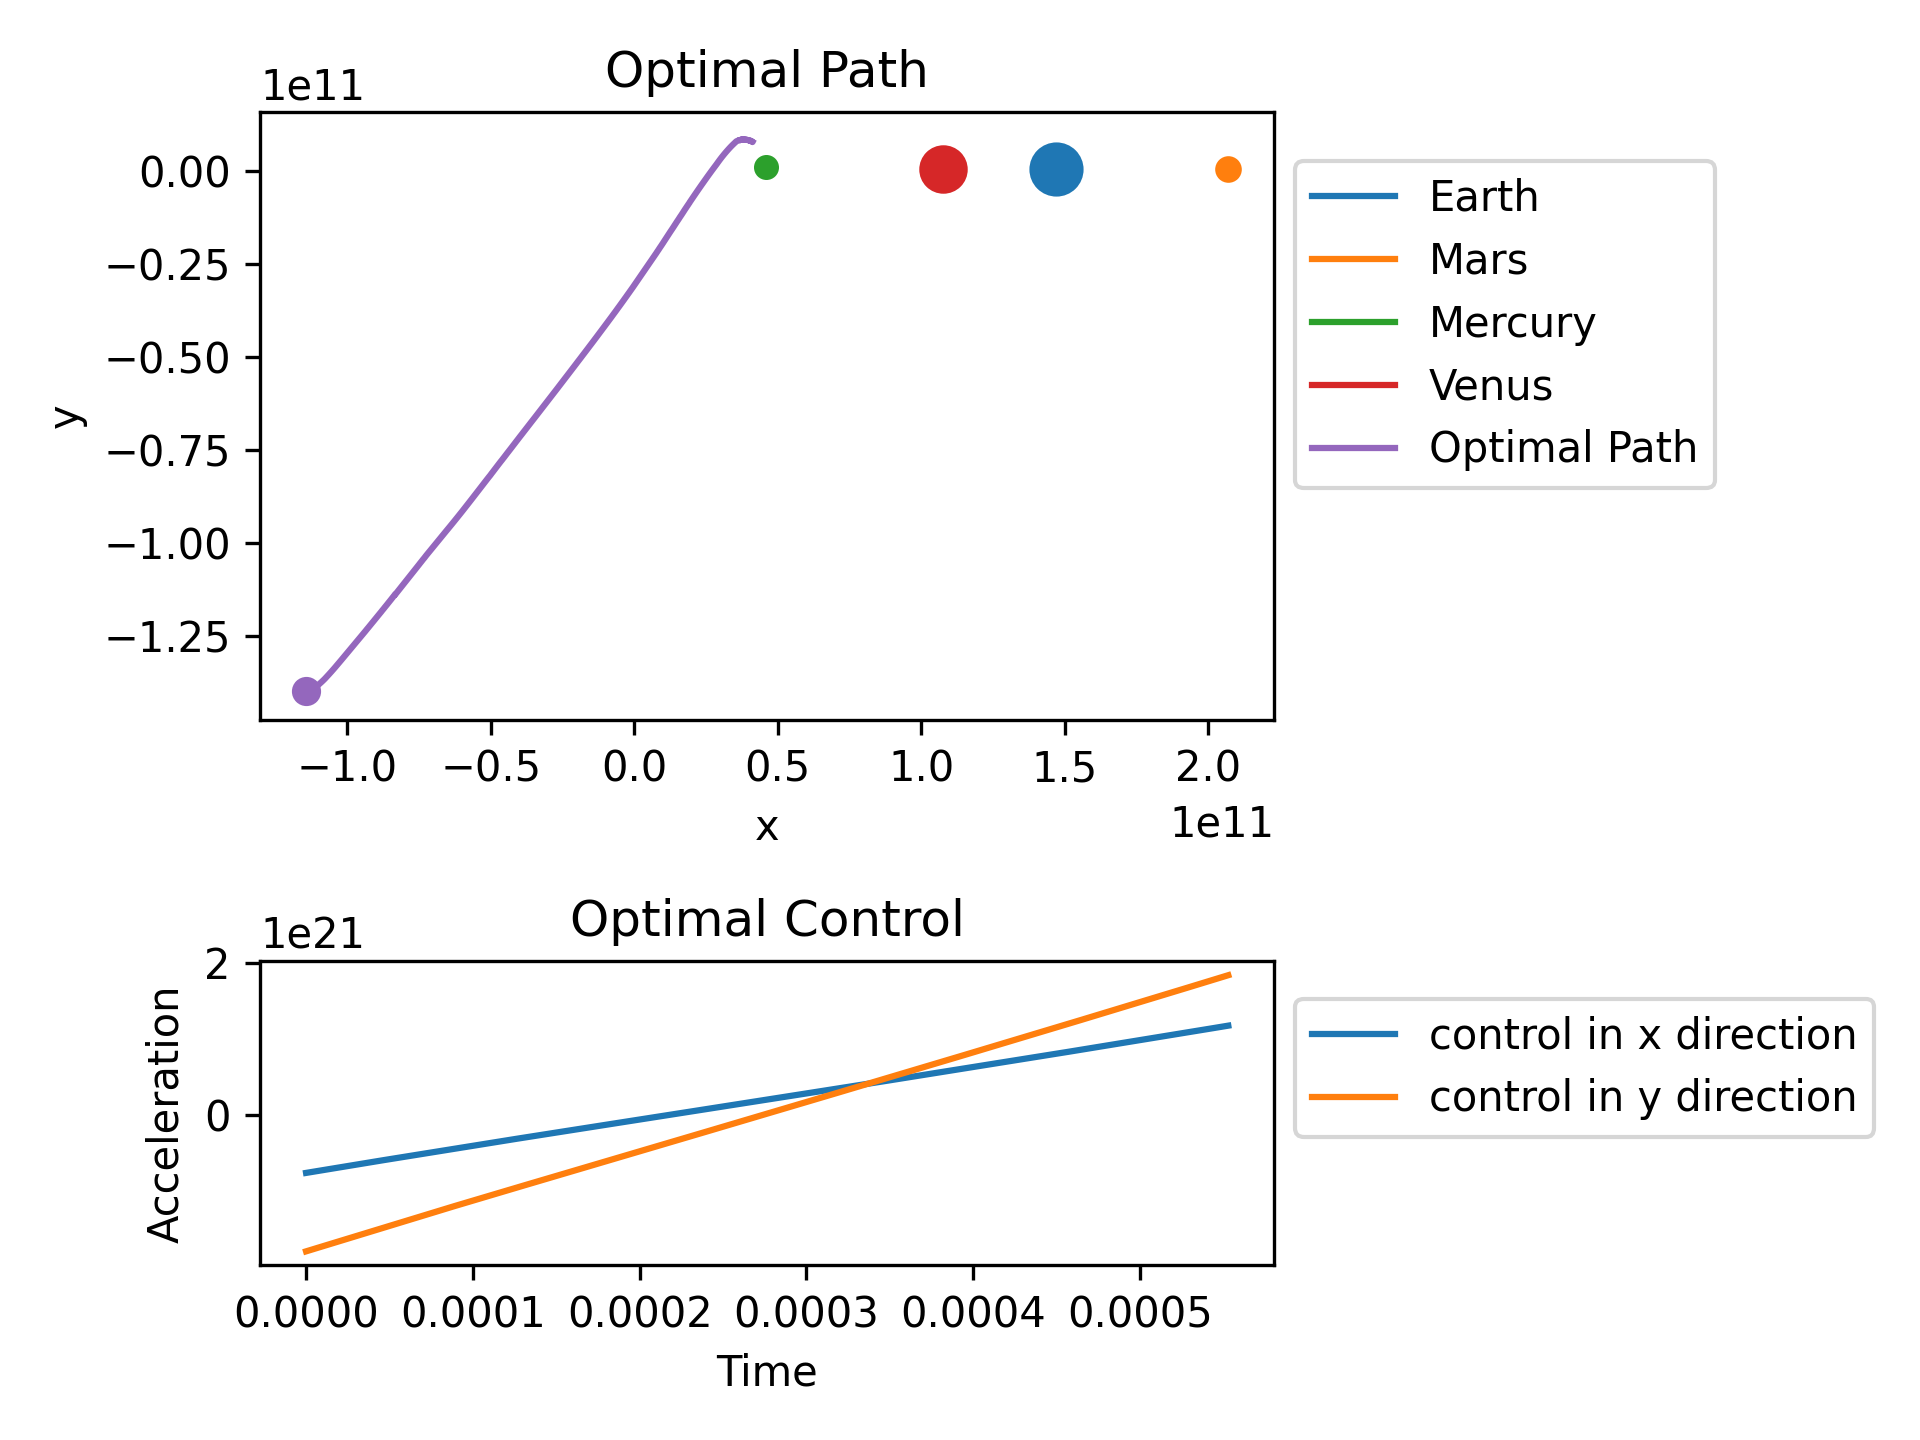 Optimal Path
1e11
0.00
−0.25
−0.50
−0.75
−1.00
−1.25
y
−1.0 −0.5 0.0 0.5 1.0 1.5 2.0
x
1e11
Earth
Mars
Mercury
Venus
Optimal Path
Optimal Control
1e21
2
0
Acceleration
0.0000 0.0001 0.0002 0.0003 0.0004 0.0005
Time
control in x direction
control in y direction